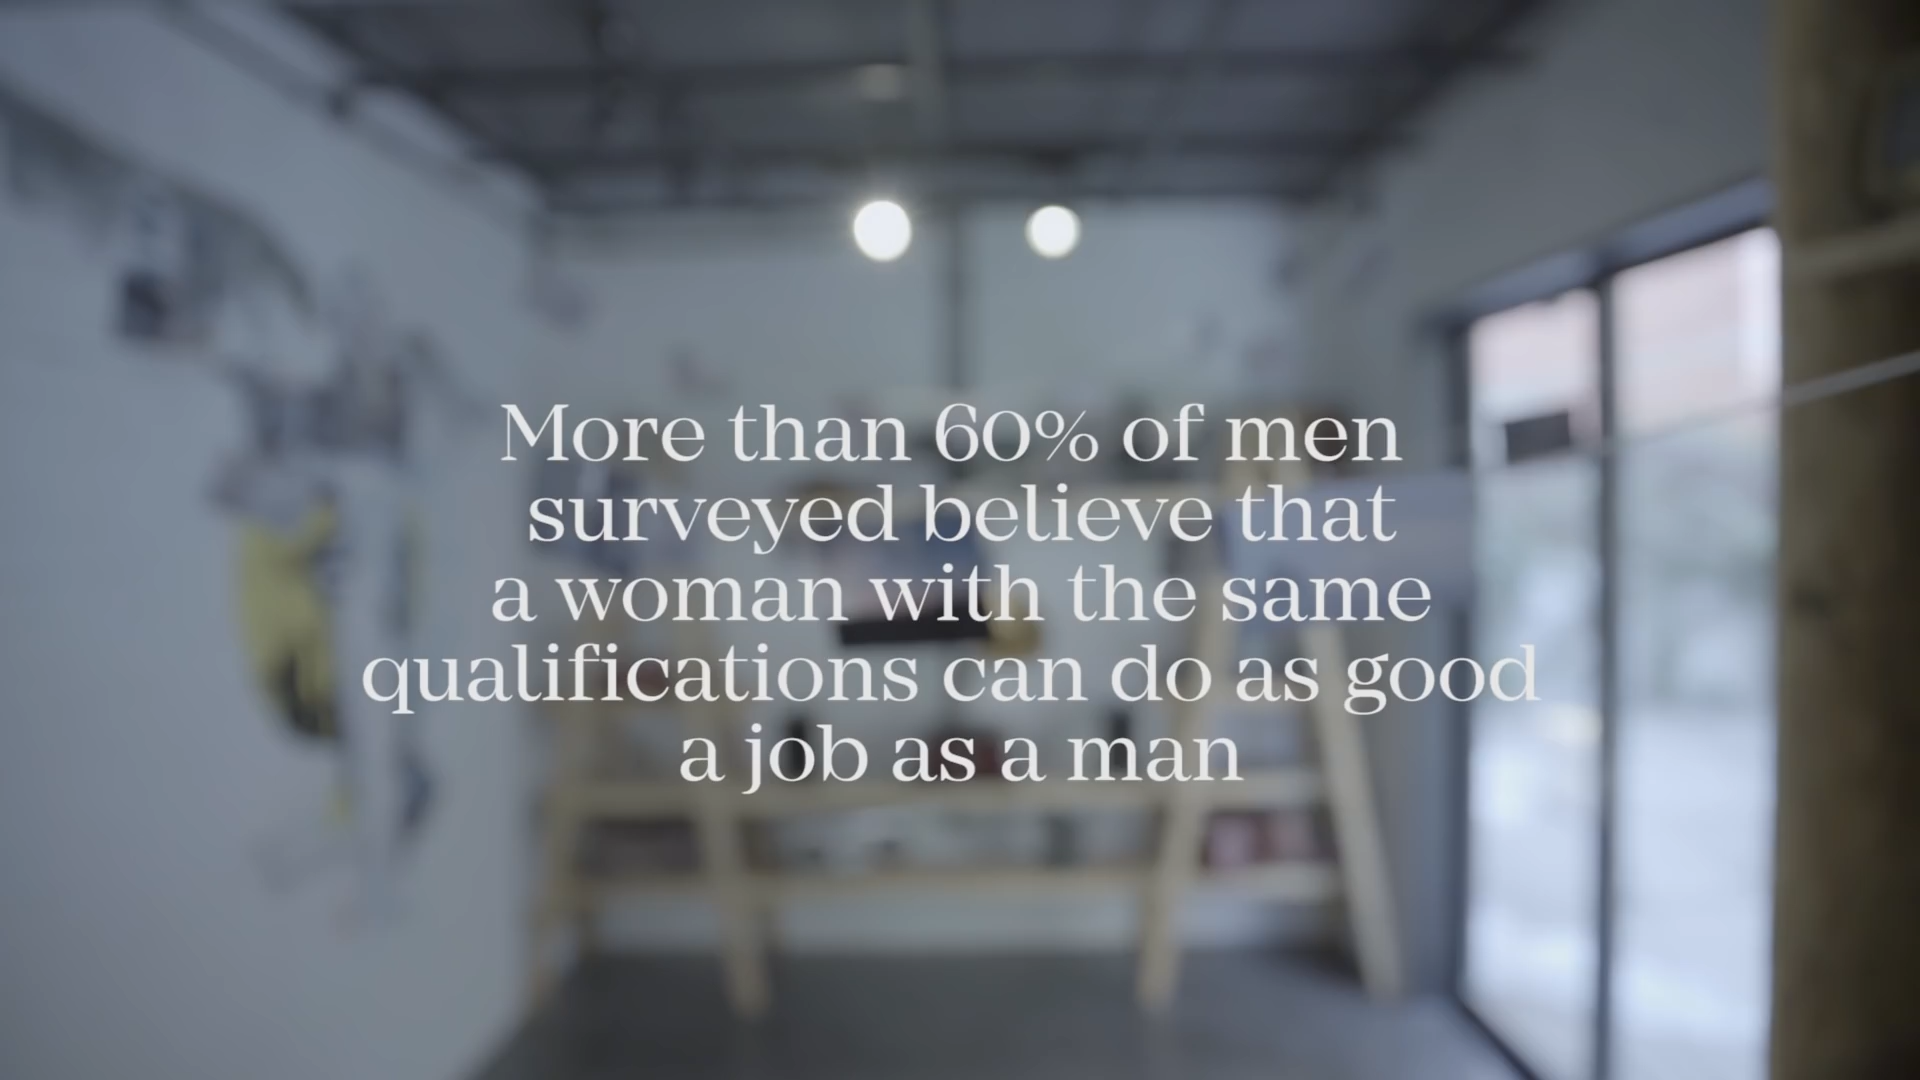 More than 60% of men
surveyed believe that
a woman with the same
qualifications can do as good
a job as a man